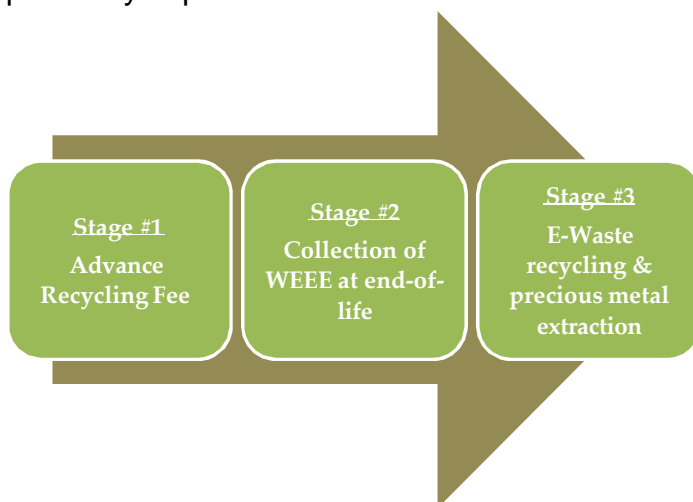 Stage #1
Advance
Recycling Fee
Stage #2
Collection of
WEEE at end-of-
life
Stage #3
E-Waste
recycling &
precious metal
extraction